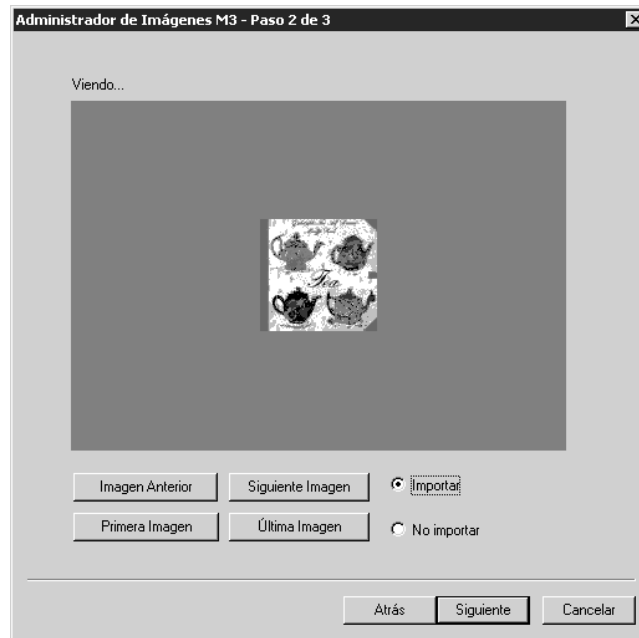 Administrador de Imágenes M3 - Paso 2 de 3
Viendo...
Tea
Imagen Anterior
Siguiente Imagen
Importar
Primera Imagen
Última Imagen
No importar
Atrás
Siguiente
Cancelar